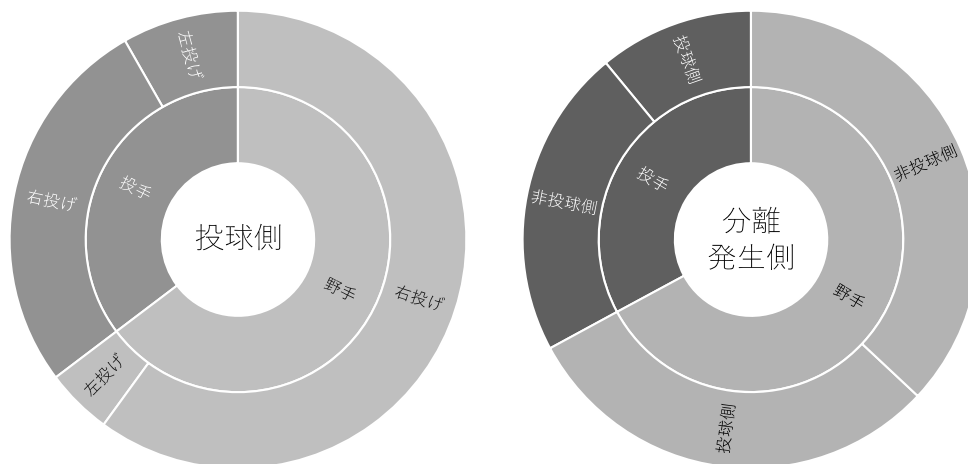 左投げ
投手
右投げ
投球側
野手
右投げ
左投げ
投球側
投手
非投球側
非投球側
分離
発生側
野手
投球側